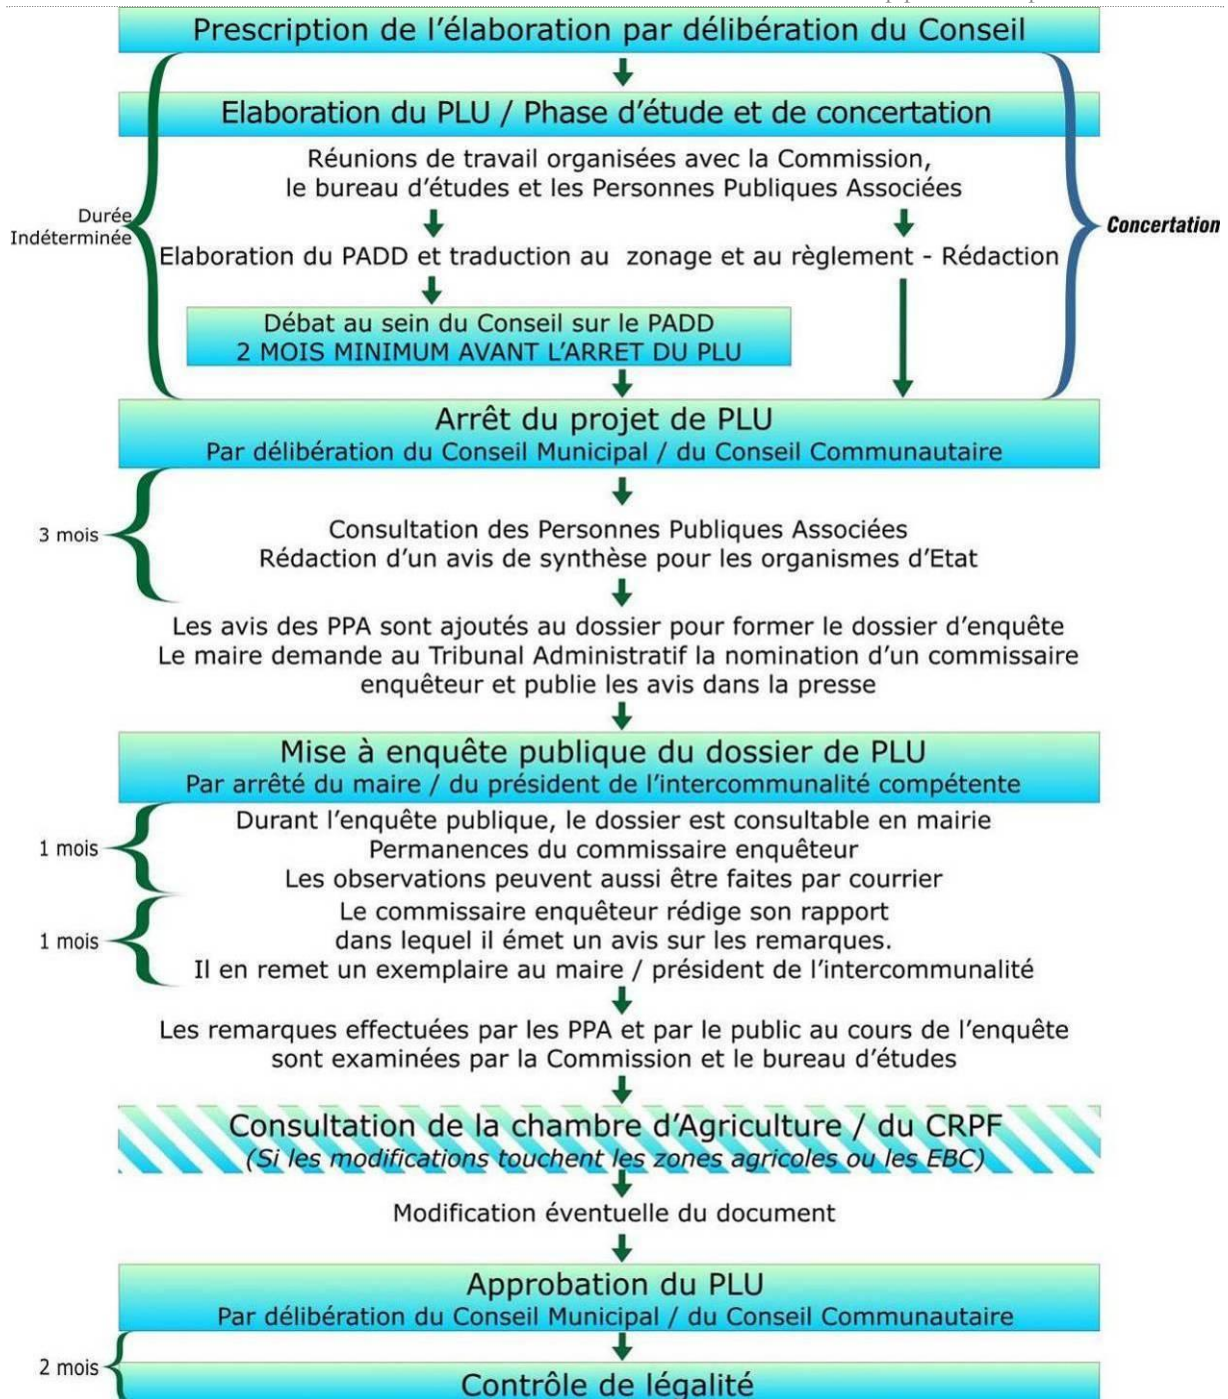 Prescription de l'élaboration par délibération du Conseil
Elaboration du PLU / Phase d'étude et de concertation
Réunions de travail organisées avec la Commission,
le bureau d'études et les Personnes Publiques Associées
Durée
Indéterminée
Concertation
Elaboration du PADD et traduction au zonage et au règlement - Rédaction
Débat au sein du Conseil sur le PADD
2 MOIS MINIMUM AVANT L'ARRET DU PLU
Arrêt du projet de PLU
Par délibération du Conseil Municipal / du Conseil Communautaire
3 mois
Consultation des Personnes Publiques Associées
Rédaction d'un avis de synthèse pour les organismes d'Etat
Les avis des PPA sont ajoutés au dossier pour former le dossier d'enquête
Le maire demande au Tribunal Administratif la nomination d'un commissaire
enquêteur et publie les avis dans la presse
Mise à enquête publique du dossier de PLU
Par arrêté du maire / du président de l'intercommunalité compétente
Durant l'enquête publique, le dossier est consultable en mairie
1 mois
Permanences du commissaire enquêteur
Les observations peuvent aussi être faites par courrier
Le commissaire enquêteur rédige son rapport
1 mois
dans lequel il émet un avis sur les remarques.
Il en remet un exemplaire au maire / président de l'intercommunalité
Les remarques effectuées par les PPA et par le public au cours de l'enquête
sont examinées par la Commission et le bureau d'études
Consultation de la chambre d'Agriculture / du CRPF
(Si les modifications touchent les zones agricoles ou les EBC)
Modification éventuelle du document
Approbation du PLU
Par délibération du Conseil Municipal / du Conseil Communautaire
2 mois
Contrôle de légalité